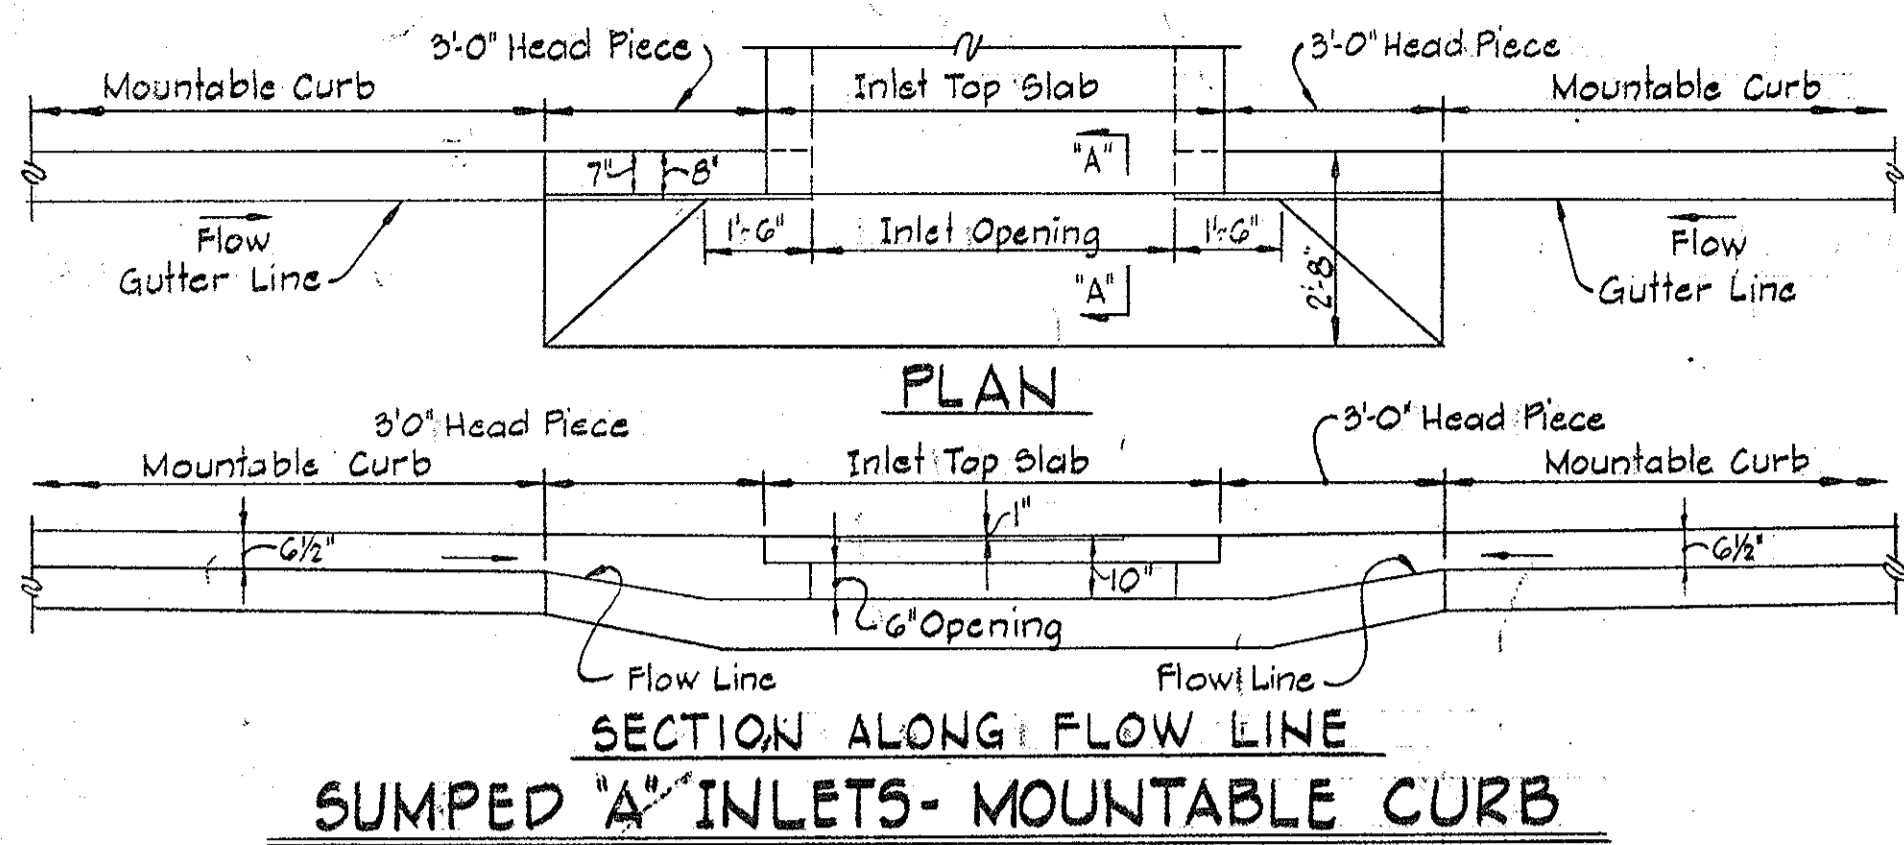 3'-0" Head Piece
3'-0" Head Piece
Mountable Curb
Inlet Top Slab
Mountable Curb
"A"
7"
8"
Flow
1'-6"
Inlet Opening
1'-6"
Flow
Gutter Line
"A"
2'-8"
Gutter Line
PLAN
3'0" Head Piece
3'-0" Head Piece
Mountable Curb
Inlet Top Slab
Mountable Curb
1"
6½"
6½"
10"
6" Opening
Flow Line
Flow Line
SECTION ALONG FLOW LINE
SUMPED "A" INLETS- MOUNTABLE CURB